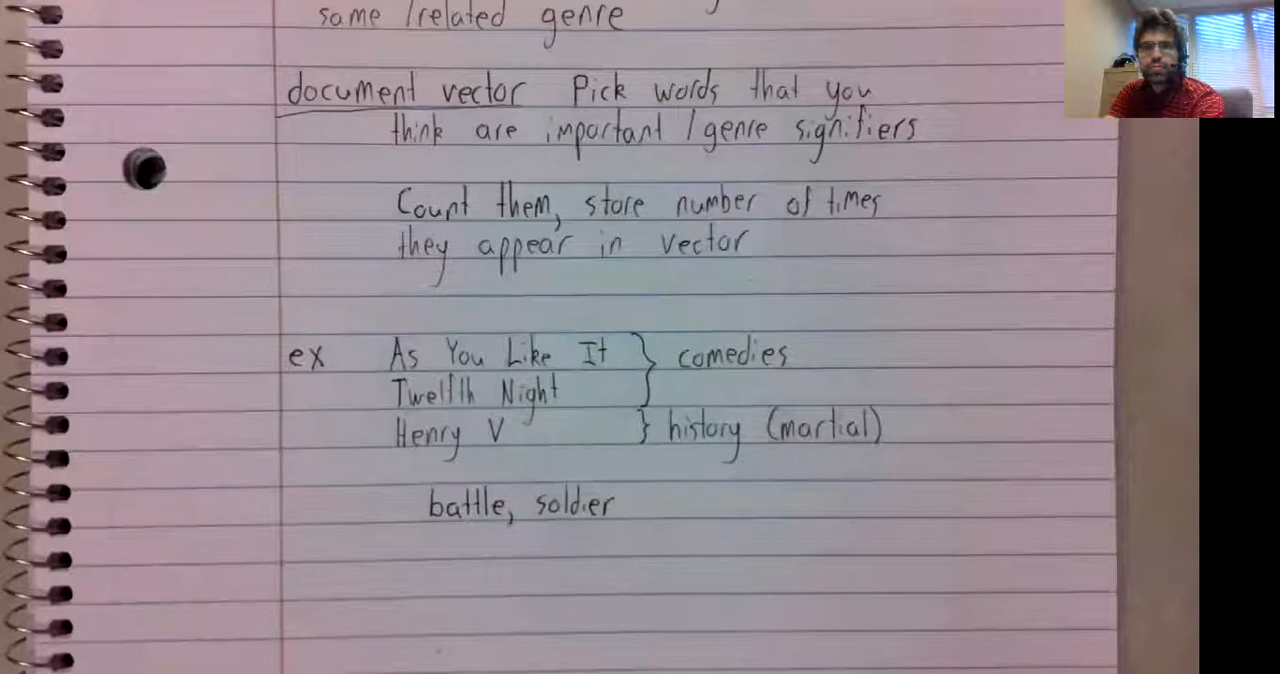 same / related genre
document vector Pick words that you
think are important / genre signifiers
Count them, store number of times
they appear in vector
ex As You Like It } comedies
Twelfth Night
Henry V } history (martial)
battle, soldier